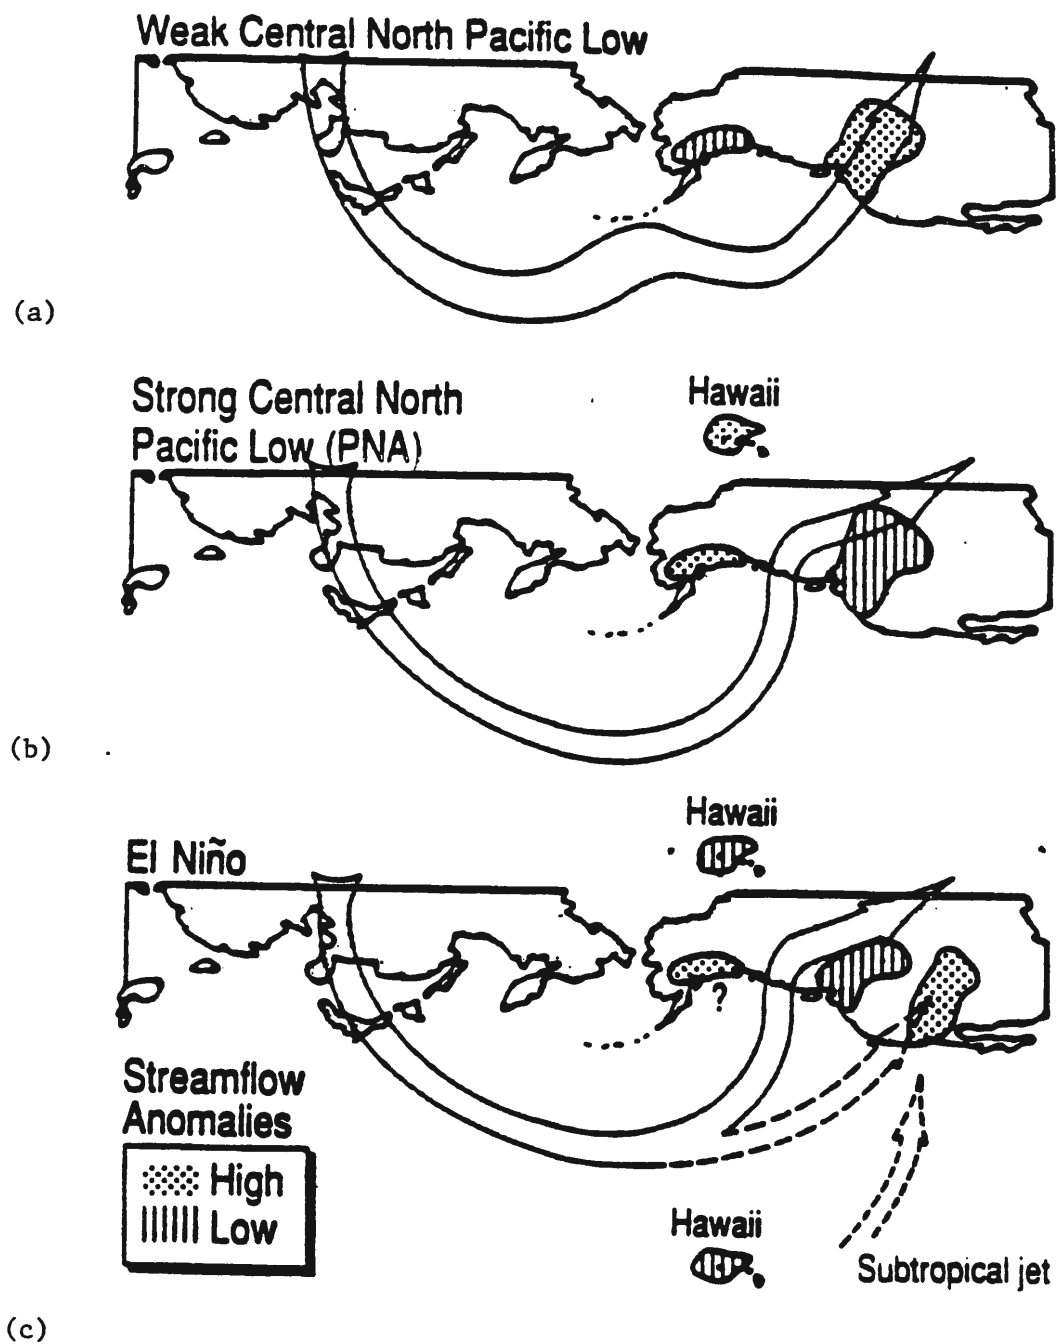 (a)
Weak Central North Pacific Low
(b)
Strong Central North
Pacific Low (PNA)
Hawaii
(c)
El Niño
Hawaii
?
Streamflow
Anomalies
High
Low
Hawaii
Subtropical jet